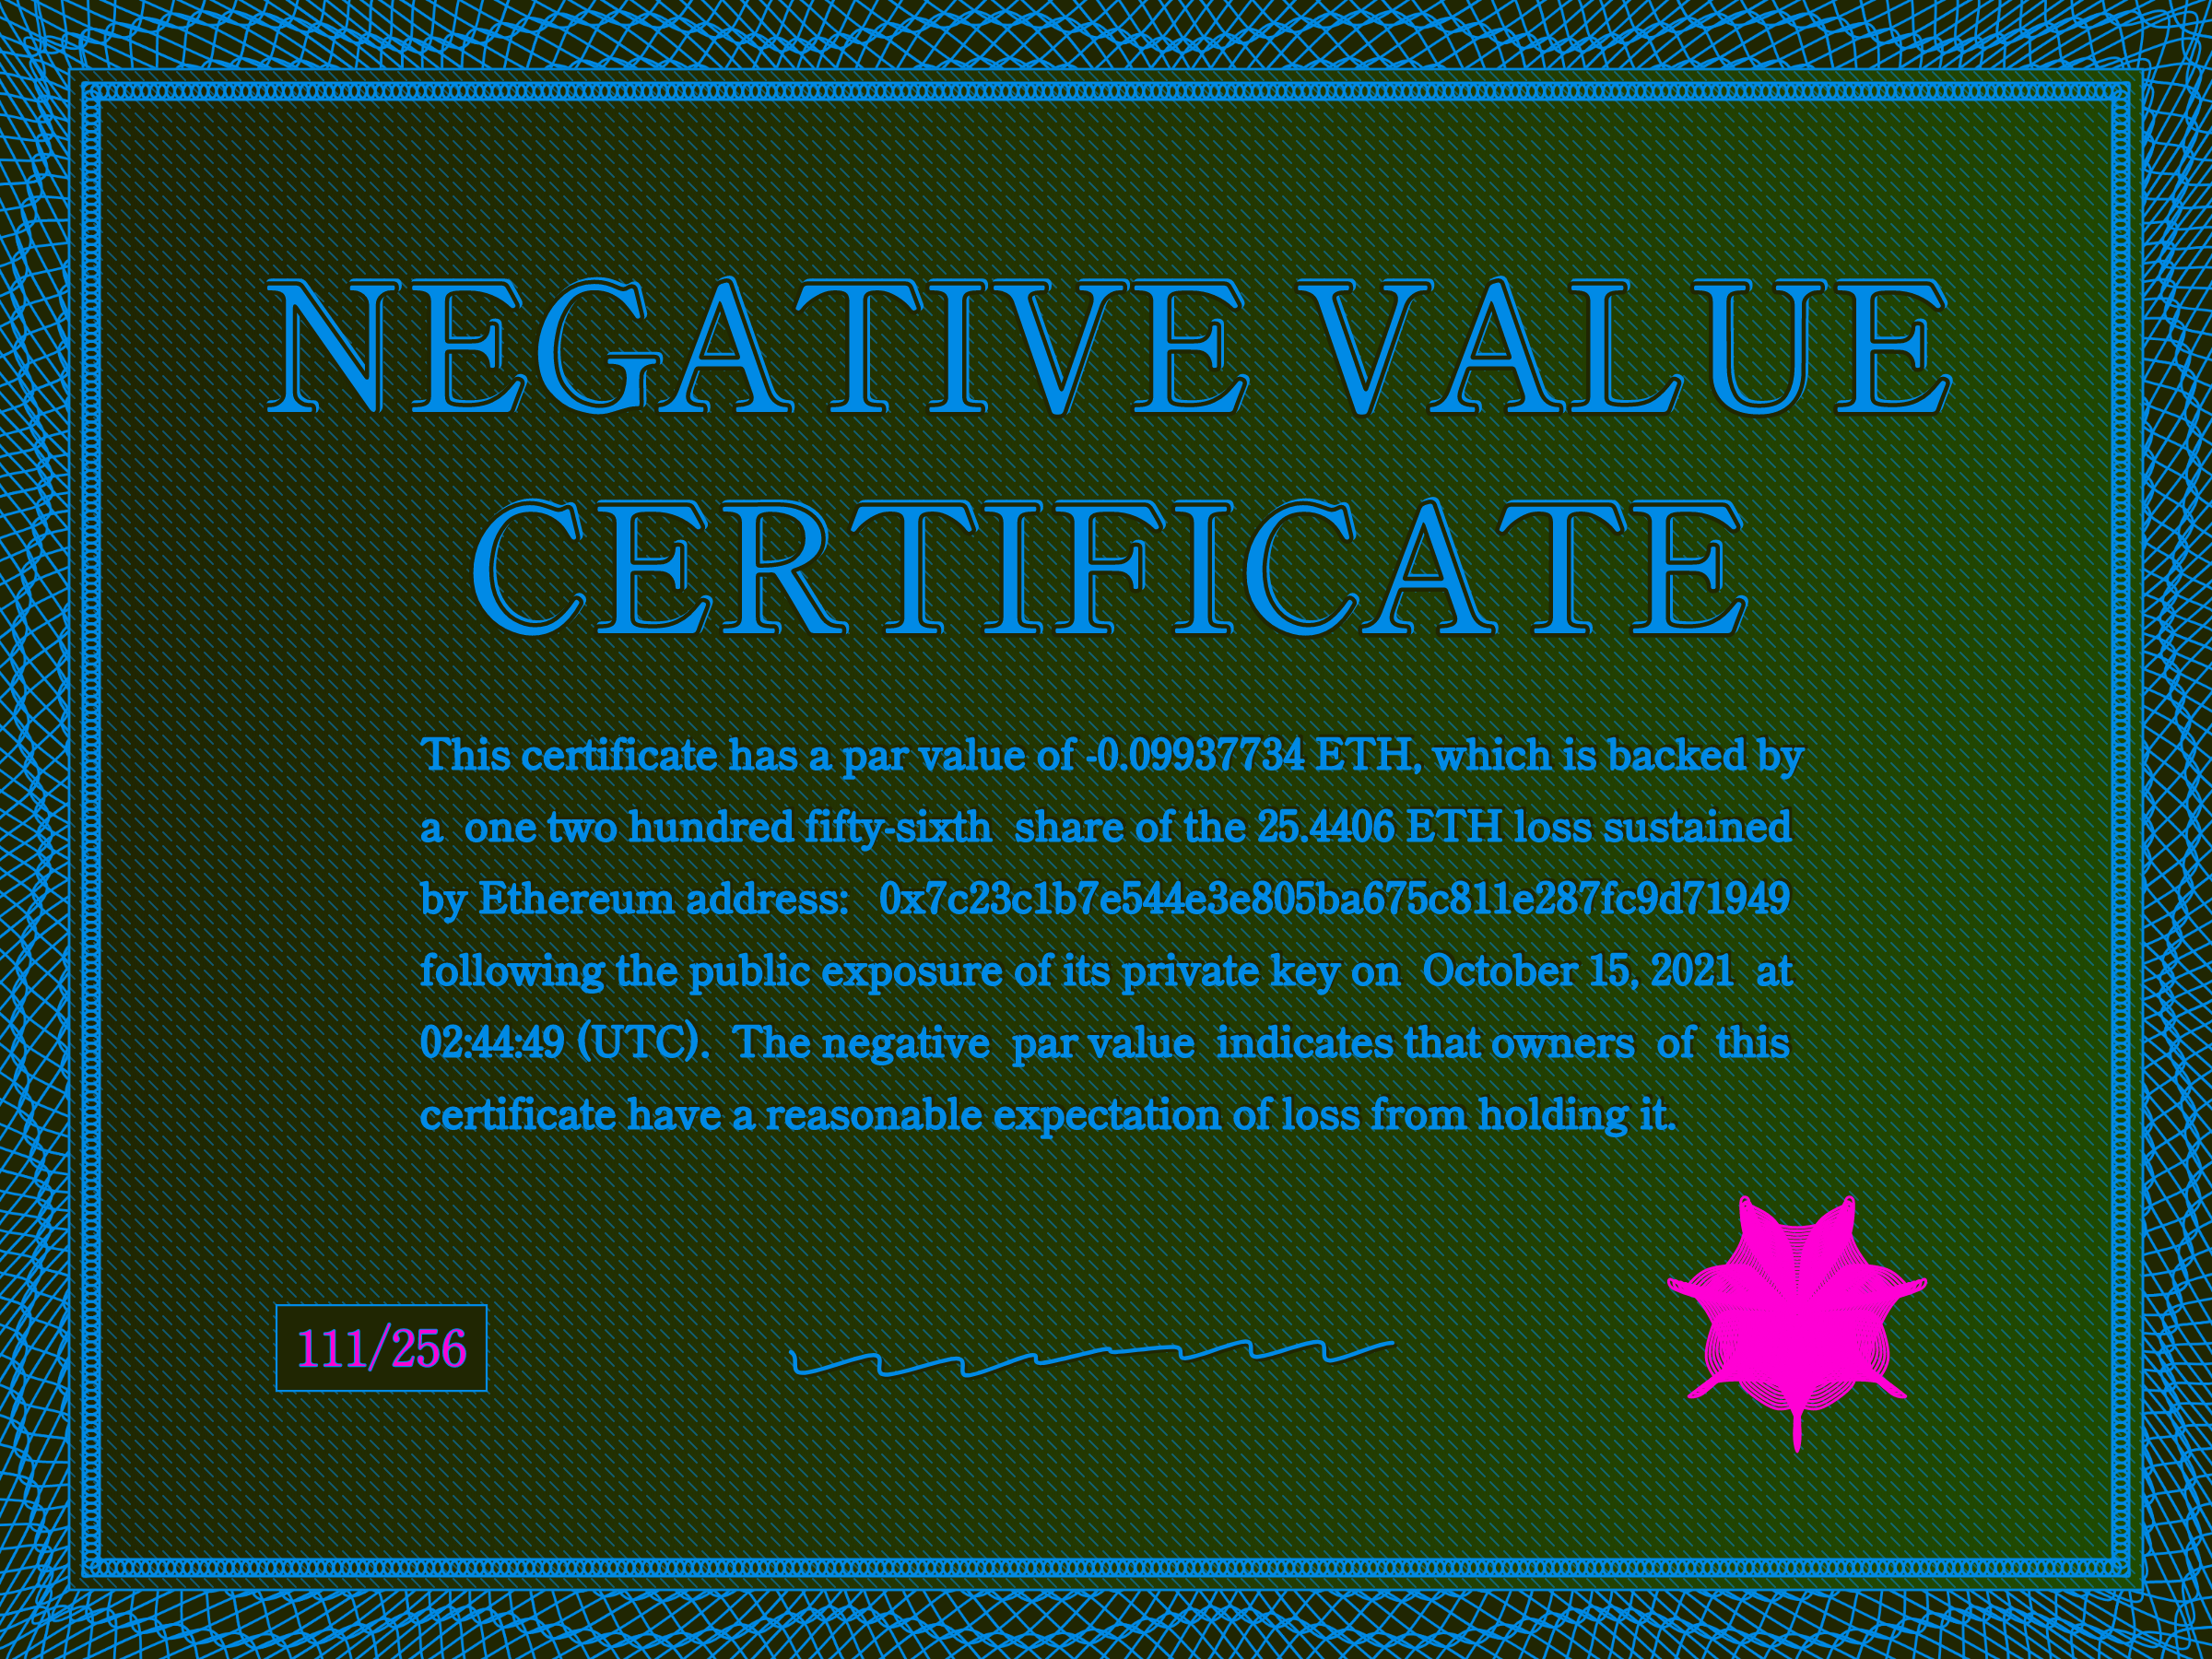 NEGATIVE VALUE
CERTIFICATE
This certificate has a par value of -0.09937734 ETH, which is backed by
a one two hundred fifty-sixth share of the 25.4406 ETH loss sustained
by Ethereum address: 0x7c23c1b7e544e3e805ba675c811e287fc9d71949
following the public exposure of its private key on October 15, 2021 at
02:44:49 (UTC). The negative par value indicates that owners of this
certificate have a reasonable expectation of loss from holding it.
111/256